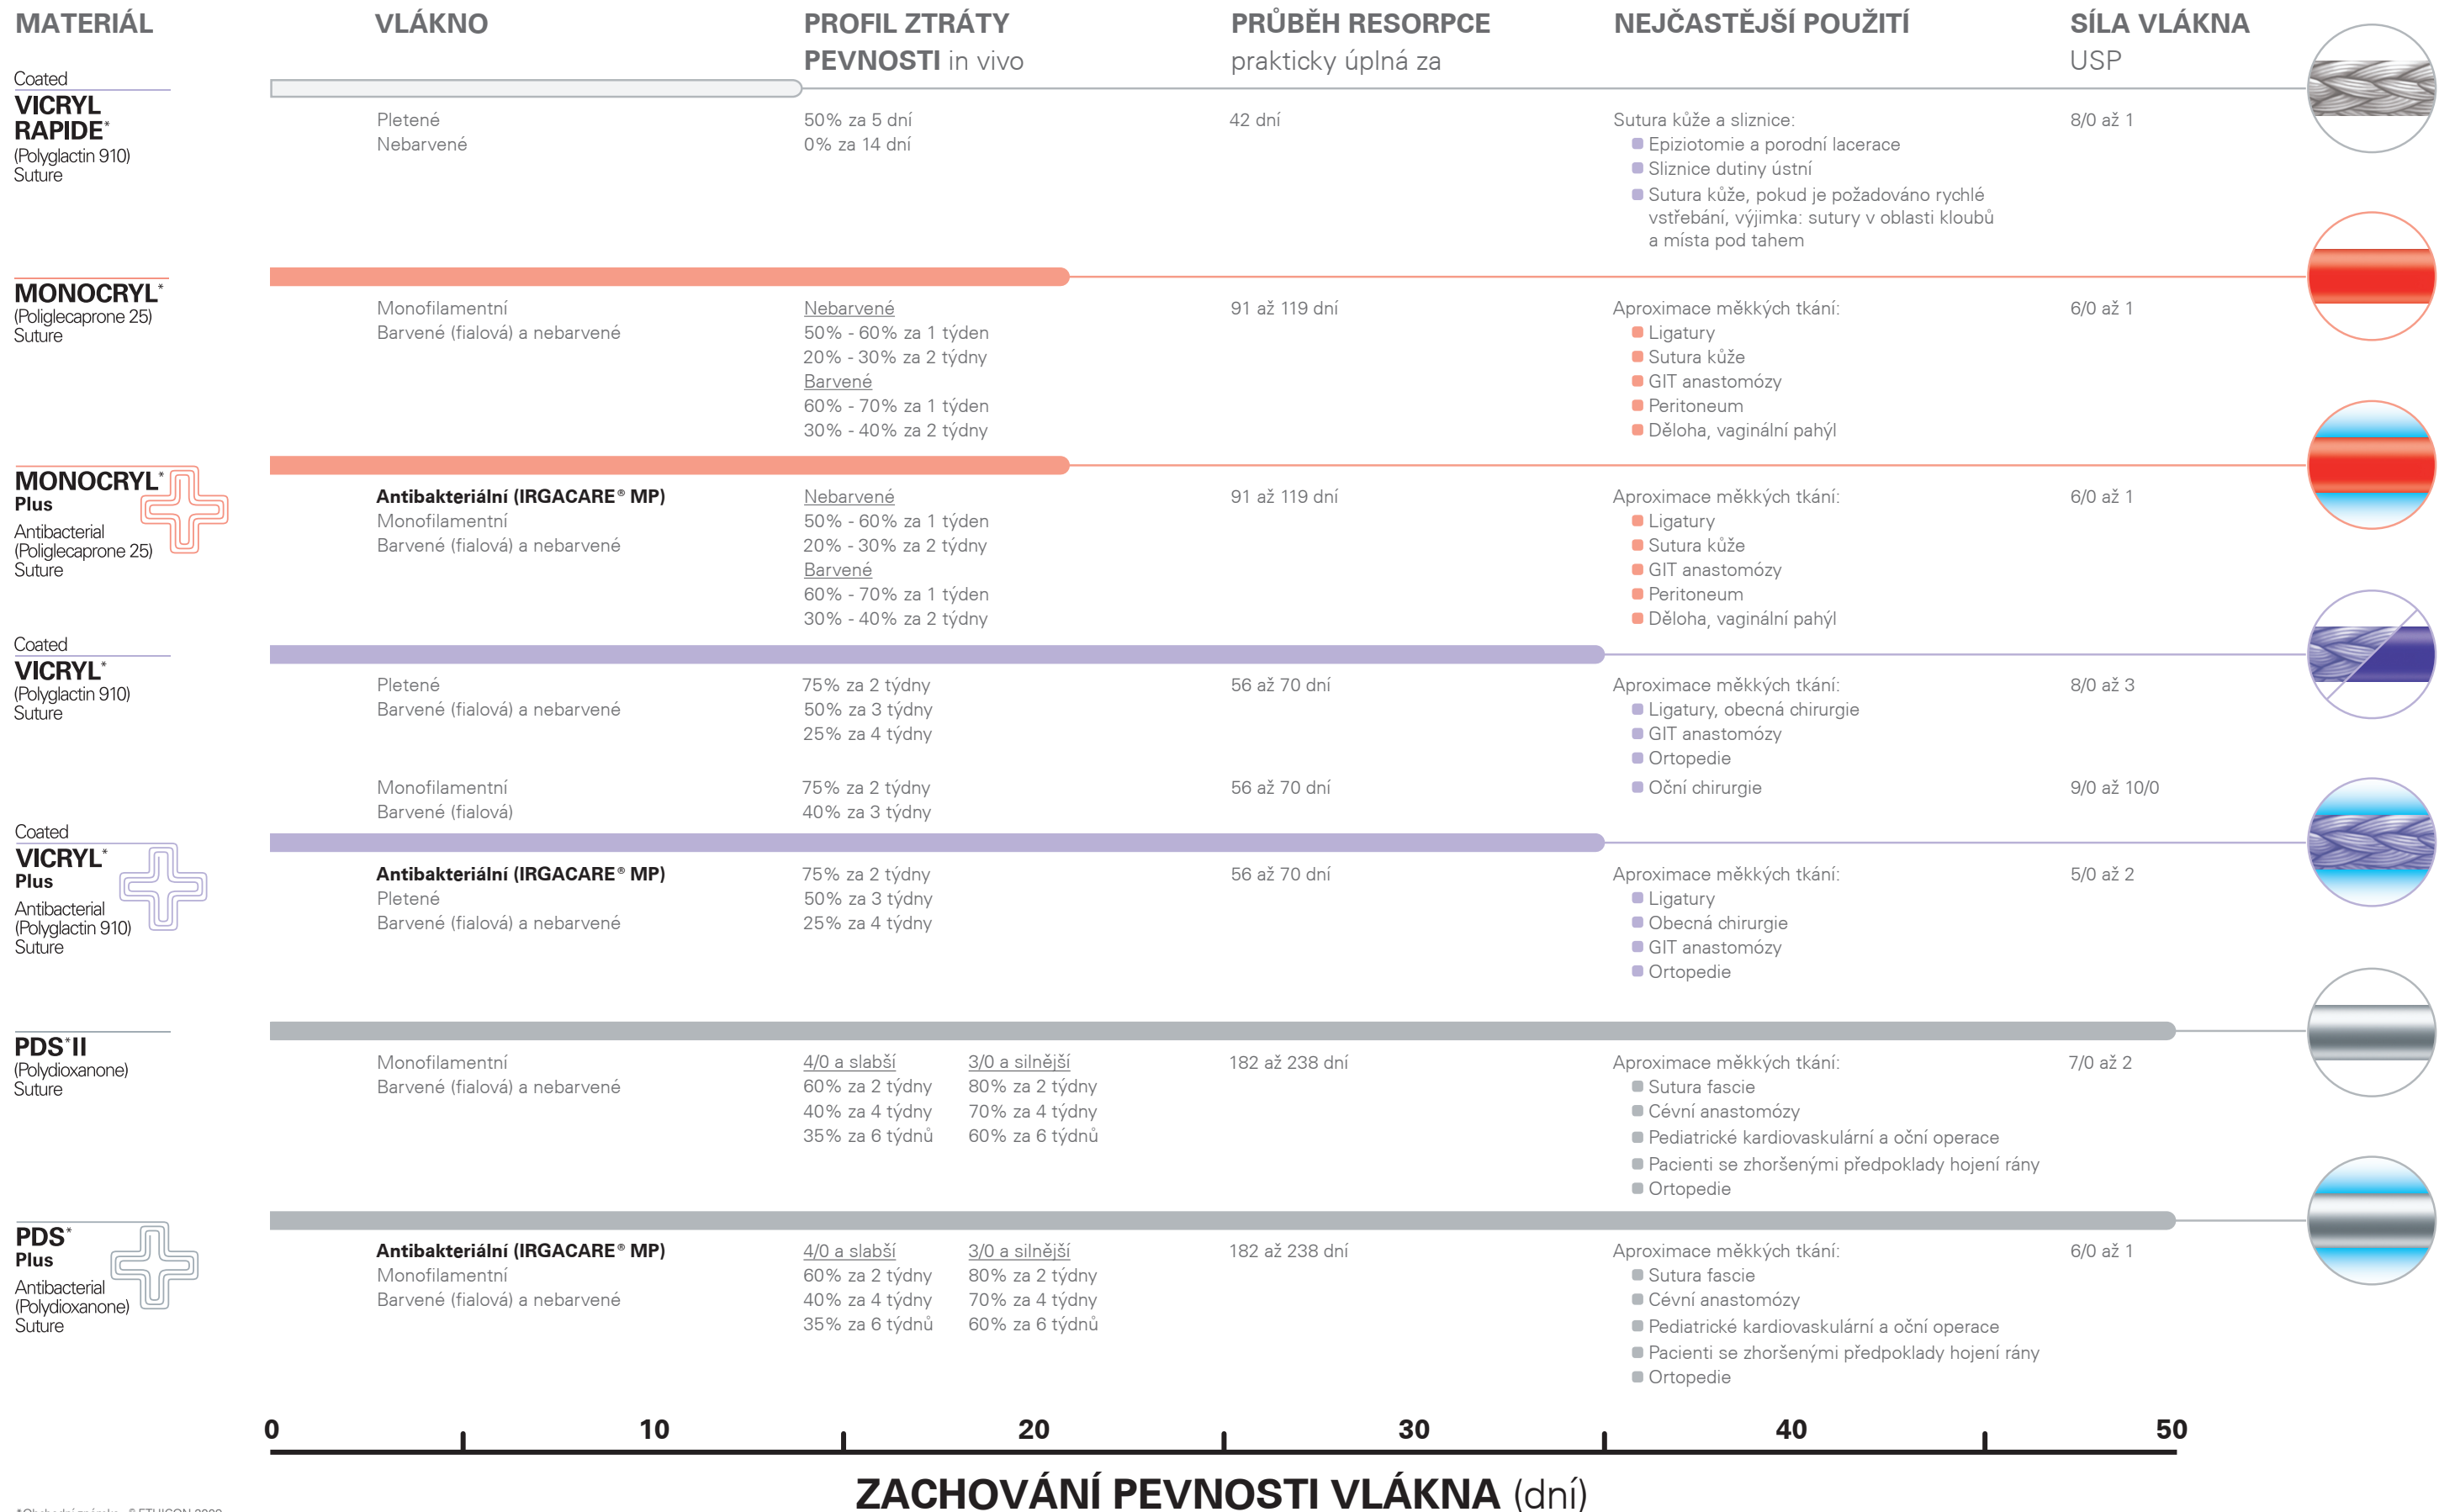 MATERIÁL
VLÁKNO
PROFIL ZTRÁTY
PEVNOSTI in vivo
PRŮBĚH RESORPCE
prakticky úplná za
NEJČASTĚJŠÍ POUŽITÍ
SÍLA VLÁKNA
USP
Coated
VICRYL
RAPIDE*
(Polyglactin 910)
Suture
Pletené
Nebarvené
50% za 5 dní
0% za 14 dní
42 dní
Sutura kůže a sliznice:
Epiziotomie a porodní lacerace
Sliznice dutiny ústní
Sutura kůže, pokud je požadováno rychlé
vstřebání, výjimka: sutury v oblasti kloubů
a místa pod tahem
8/0 až 1
MONOCRYL*
(Poliglecaprone 25)
Suture
Monofilamentní
Barvené (fialová) a nebarvené
Nebarvené
50% - 60% za 1 týden
20% - 30% za 2 týdny
Barvené
60% - 70% za 1 týden
30% - 40% za 2 týdny
91 až 119 dní
Aproximace měkkých tkání:
Ligatury
Sutura kůže
GIT anastomózy
Peritoneum
Děloha, vaginální pahýl
6/0 až 1
MONOCRYL*
Plus
Antibacterial
(Poliglecaprone 25)
Suture
Antibakteriální (IRGACARE® MP)
Monofilamentní
Barvené (fialová) a nebarvené
Nebarvené
50% - 60% za 1 týden
20% - 30% za 2 týdny
Barvené
60% - 70% za 1 týden
30% - 40% za 2 týdny
91 až 119 dní
Aproximace měkkých tkání:
Ligatury
Sutura kůže
GIT anastomózy
Peritoneum
Děloha, vaginální pahýl
6/0 až 1
Coated
VICRYL*
(Polyglactin 910)
Suture
Pletené
Barvené (fialová) a nebarvené
75% za 2 týdny
50% za 3 týdny
25% za 4 týdny
56 až 70 dní
Aproximace měkkých tkání:
Ligatury, obecná chirurgie
GIT anastomózy
Ortopedie
8/0 až 3
Monofilamentní
Barvené (fialová)
75% za 2 týdny
40% za 3 týdny
56 až 70 dní
Oční chirurgie
9/0 až 10/0
Coated
VICRYL*
Plus
Antibacterial
(Polyglactin 910)
Suture
Antibakteriální (IRGACARE® MP)
Pletené
Barvené (fialová) a nebarvené
75% za 2 týdny
50% za 3 týdny
25% za 4 týdny
56 až 70 dní
Aproximace měkkých tkání:
Ligatury
Obecná chirurgie
GIT anastomózy
Ortopedie
5/0 až 2
PDS*II
(Polydioxanone)
Suture
Monofilamentní
Barvené (fialová) a nebarvené
4/0 a slabší
60% za 2 týdny
40% za 4 týdny
35% za 6 týdnů
3/0 a silnější
80% za 2 týdny
70% za 4 týdny
60% za 6 týdnů
182 až 238 dní
Aproximace měkkých tkání:
Sutura fascie
Cévní anastomózy
Pediatrické kardiovaskulární a oční operace
Pacienti se zhoršenými předpoklady hojení rány
Ortopedie
7/0 až 2
PDS*
Plus
Antibacterial
(Polydioxanone)
Suture
Antibakteriální (IRGACARE® MP)
Monofilamentní
Barvené (fialová) a nebarvené
4/0 a slabší
60% za 2 týdny
40% za 4 týdny
35% za 6 týdnů
3/0 a silnější
80% za 2 týdny
70% za 4 týdny
60% za 6 týdnů
182 až 238 dní
Aproximace měkkých tkání:
Sutura fascie
Cévní anastomózy
Pediatrické kardiovaskulární a oční operace
Pacienti se zhoršenými předpoklady hojení rány
Ortopedie
6/0 až 1
0 10 20 30 40 50
ZACHOVÁNÍ PEVNOSTI VLÁKNA (dní)